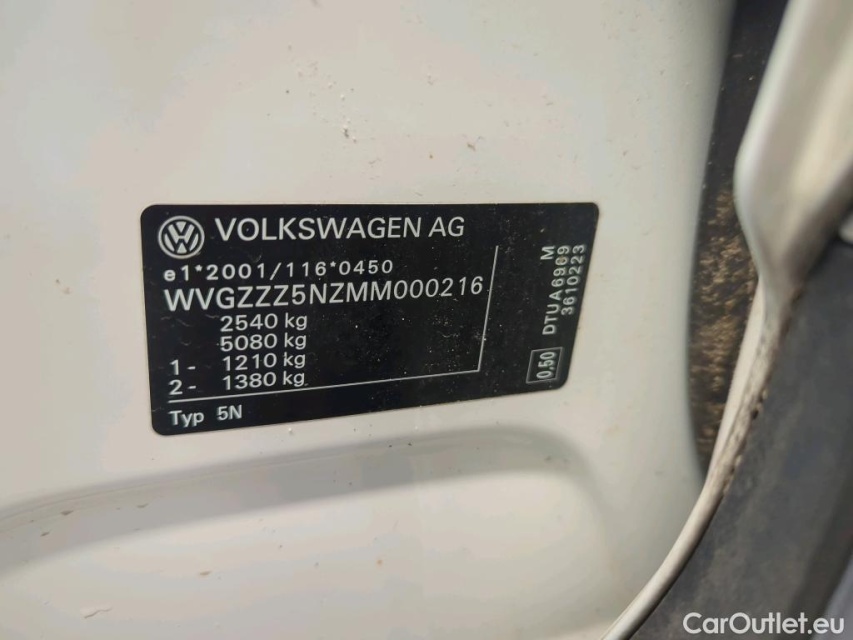 VOLKSWAGEN AG
e1*2001/116*0450
WVGZZZ5NZMM000216
2540 kg
5080 kg
1- 1210 kg
2- 1380 kg
Typ 5N
0,50
DTUA6969 M
3610223
CarOutlet.eu